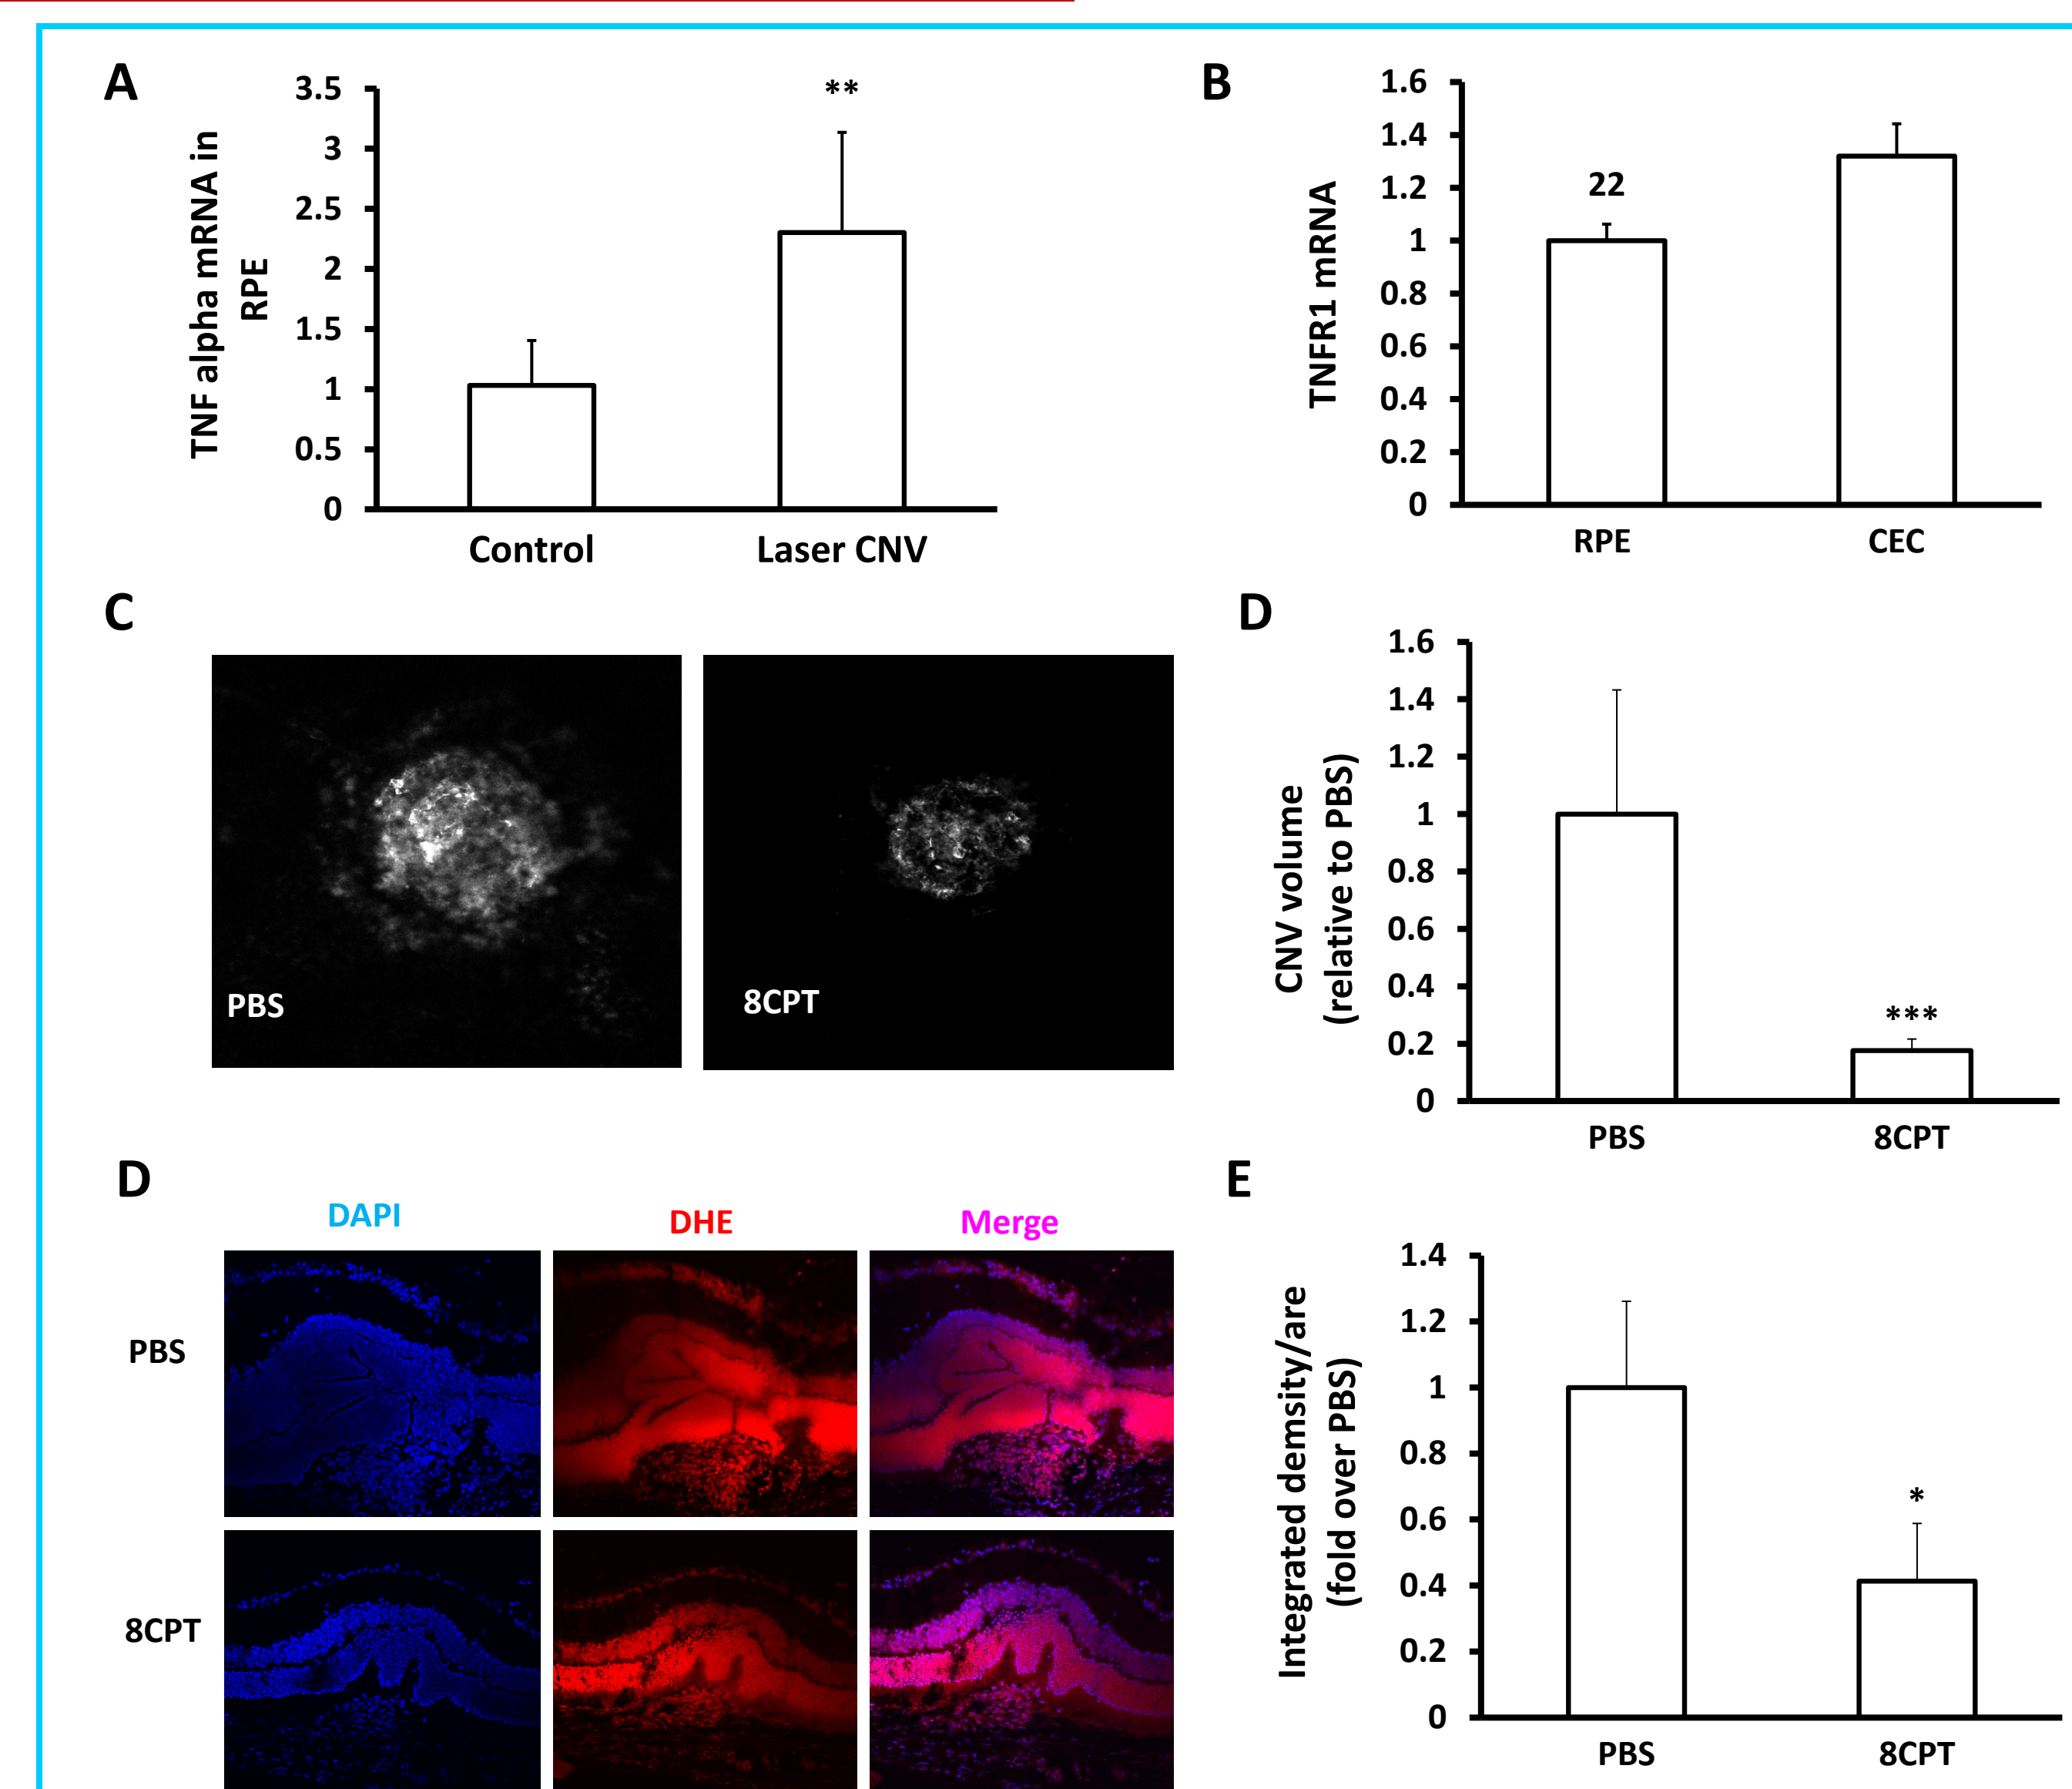 A
TNF alpha mRNA in
RPE
3.5
3
2.5
2
1.5
1
0.5
0
**
Control
Laser CNV
B
TNFR1 mRNA
1.6
1.4
1.2
1
0.8
0.6
0.4
0.2
0
22
RPE
CEC
C
PBS
8CPT
D
CNV volume
(relative to PBS)
1.6
1.4
1.2
1
0.8
0.6
0.4
0.2
0
***
PBS
8CPT
D
DAPI
DHE
Merge
PBS
8CPT
E
Integrated demsity/are
(fold over PBS)
1.4
1.2
1
0.8
0.6
0.4
0.2
0
*
PBS
8CPT